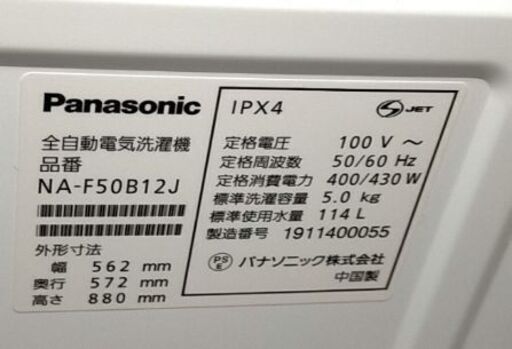 Panasonic
全自動電気洗濯機
品番
NA-F50B12J
外形寸法
幅 562 mm
奥行 572 mm
高さ 880 mm
IPX4
S JET
定格電圧 100 V ～
定格周波数 50/60 Hz
定格消費電力 400/430 W
標準洗濯容量 5.0 kg
標準使用水量 114 L
製造番号 1911400055
PS E パナソニック株式会社
中国製